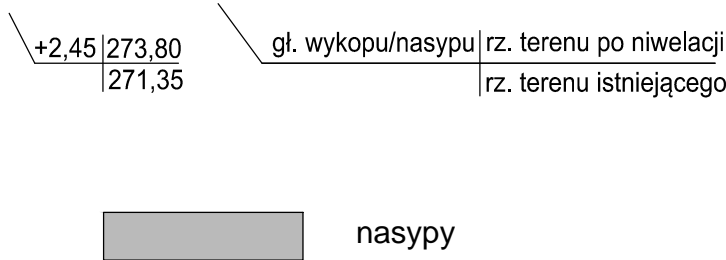 +2,45 273,80
271,35
gł. wykopu/nasypu rz. terenu po niwelacji
rz. terenu istniejącego
nasypy